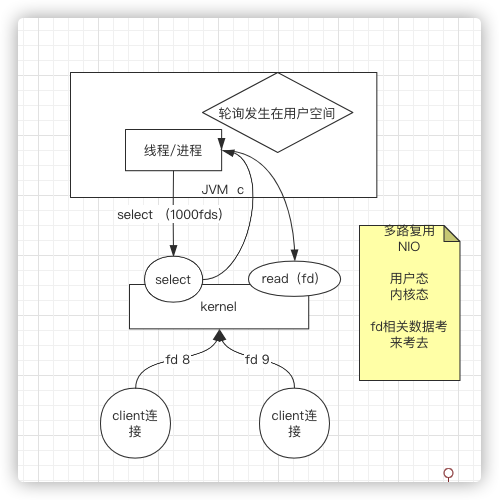 轮询发生在用户空间
线程/进程
JVM c
select （1000fds）
select
read（fd）
kernel
fd 8
fd 9
client连
接
client连
接
多路复用
NIO
用户态
内核态
fd相关数据考
来考去